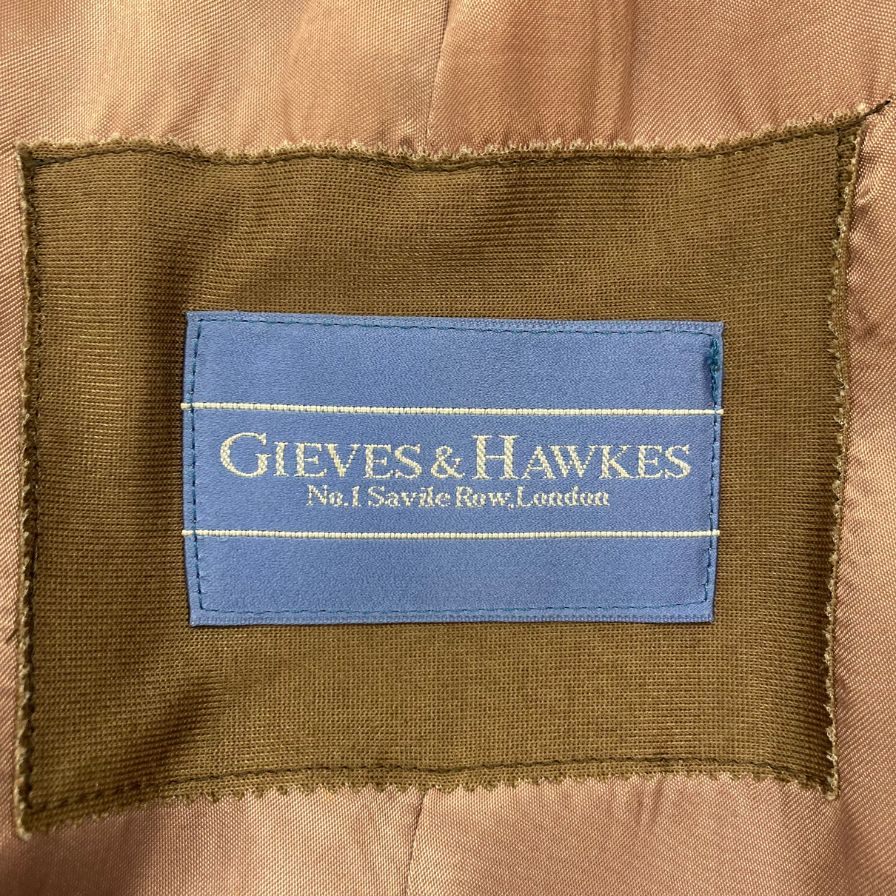 GIEVES & HAWKES
No.1 Savile Row, London